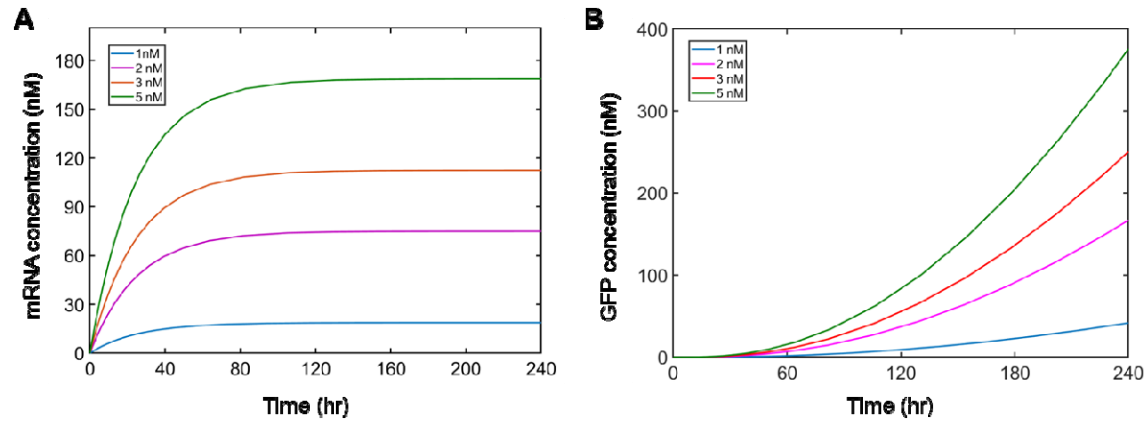 A
mRNA concentration (nM)
180
150
120
90
60
30
0
1nM
2 nM
3 nM
5 nM
0 40 80 120 160 200 240
Time (hr)
B
GFP concentration (nM)
400
300
200
100
0
1 nM
2 nM
3 nM
5 nM
0 60 120 180 240
Time (hr)